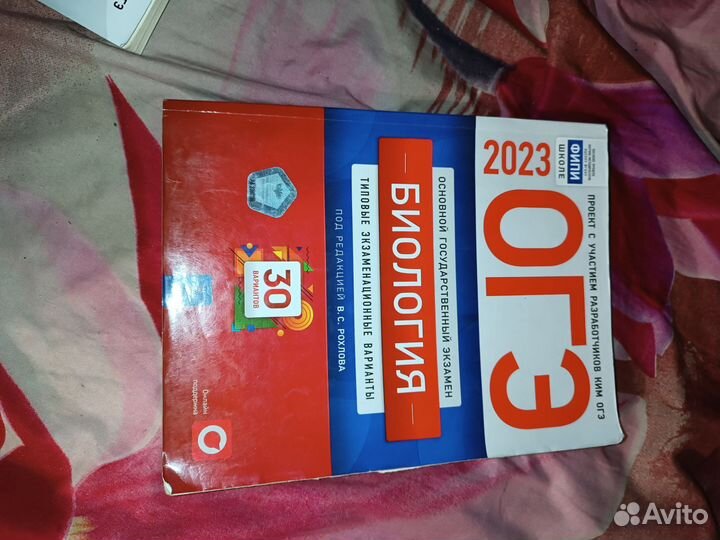 ФИПИ
ШКОЛЕ
ПРОЕКТ С УЧАСТИЕМ РАЗРАБОТЧИКОВ КИМ ОГЭ
2023
ОГЭ
ОСНОВНОЙ ГОСУДАРСТВЕННЫЙ ЭКЗАМЕН
БИОЛОГИЯ
ТИПОВЫЕ ЭКЗАМЕНАЦИОННЫЕ ВАРИАНТЫ
ПОД РЕДАКЦИЕЙ В.С. РОХЛОВА
30
ВАРИАНТОВ
Онлайн
поддержка
ГЭ
Avito